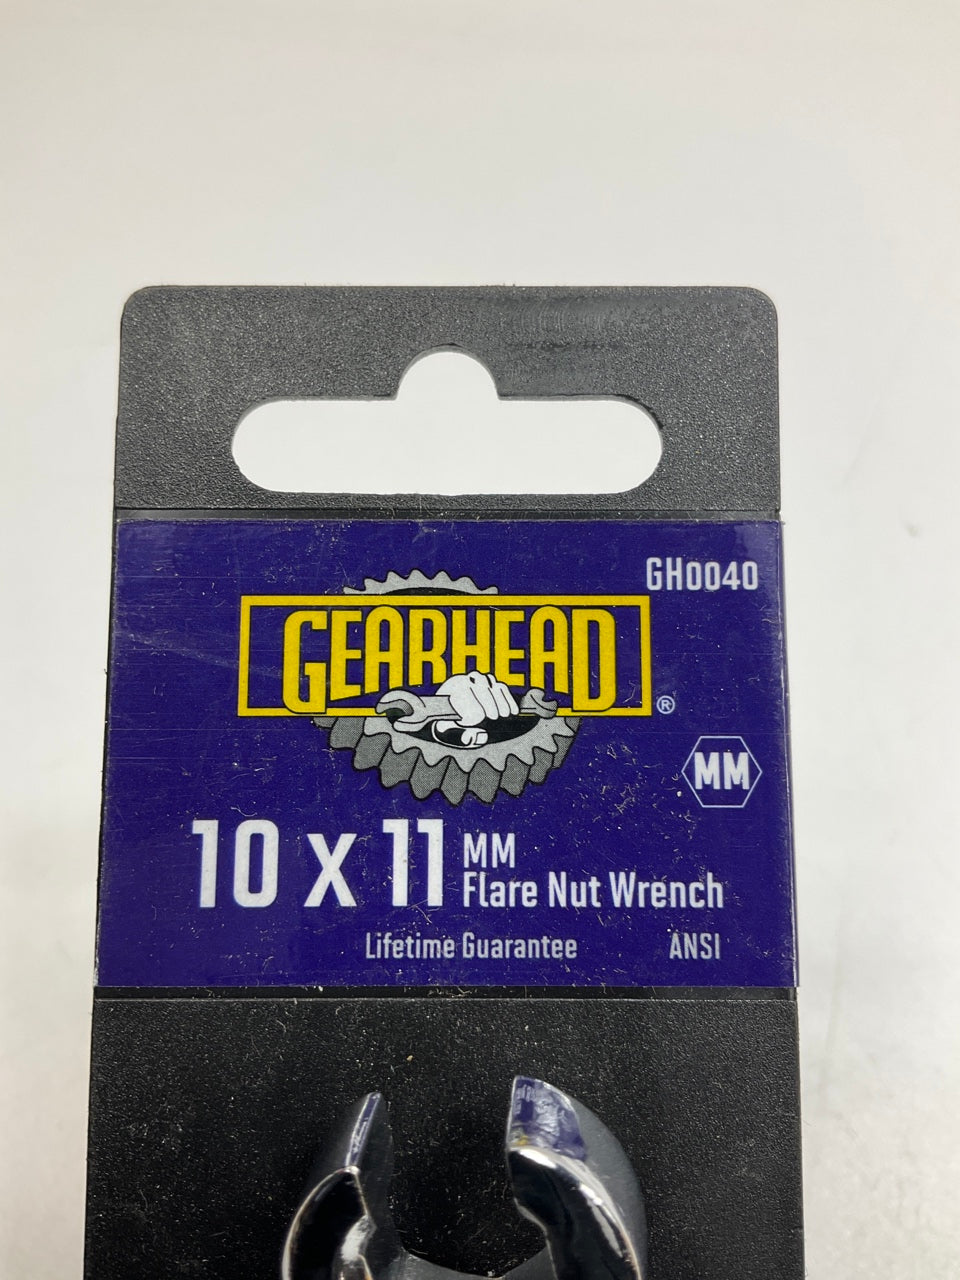 GH0040
GEARHEAD
®
MM
10 x 11 MM
Flare Nut Wrench
Lifetime Guarantee ANSI